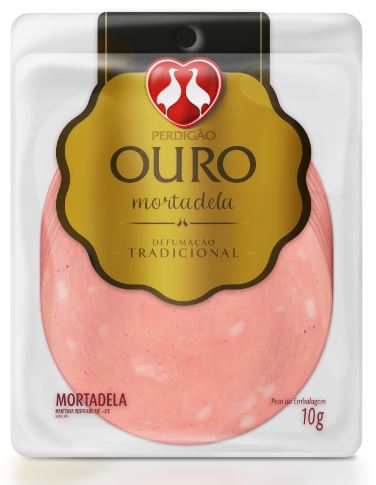 PERDIGÃO
OURO
mortadela
DEFUMAÇÃO
TRADICIONAL
MORTADELA
Peso da Embalagem
10g